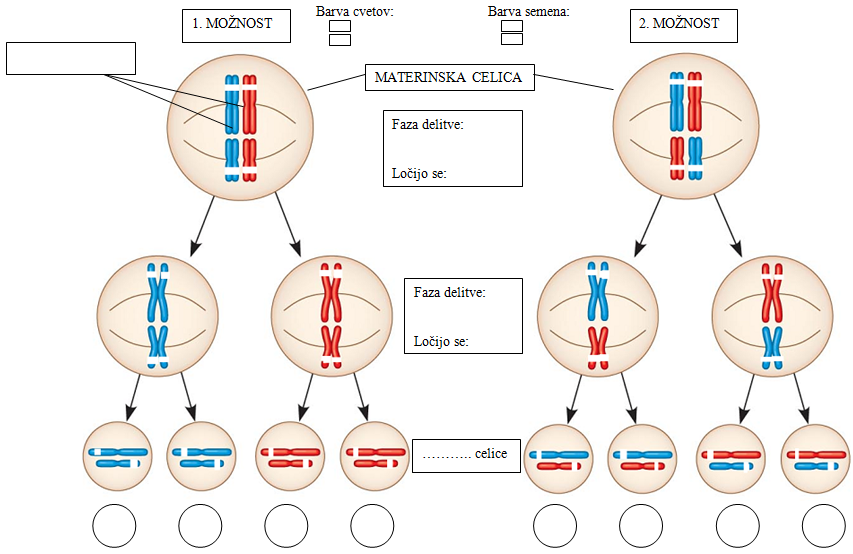 1. MOŽNOST
Barva cvetov:
Barva semena:
2. MOŽNOST
MATERINSKA CELICA
Faza delitve:
Ločijo se:
Faza delitve:
Ločijo se:
……….. celice